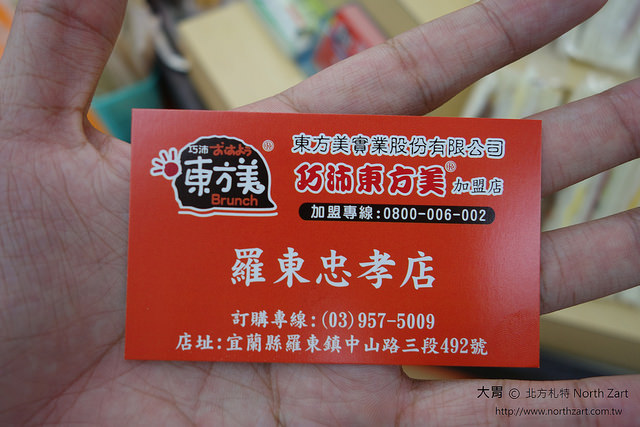 巧沛 おはよう
東方美®
Brunch
東方美實業股份有限公司
巧沛東方美® 加盟店
加盟專線:0800-006-002
羅東忠孝店
訂購專線:(03)957-5009
店址:宜蘭縣羅東鎮中山路三段492號
大胃 © 北方札特 North Zart
http://www.northzart.com.tw